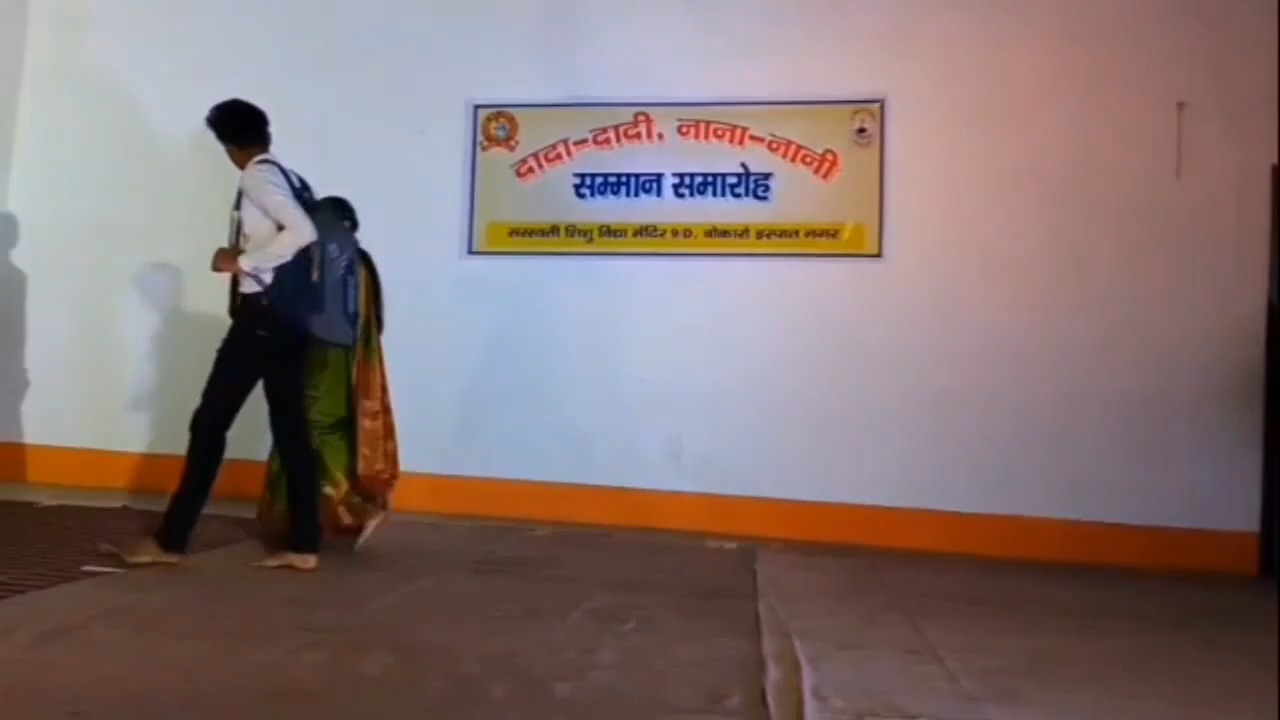 दादा-दादी, नाना-नानी
सम्मान समारोह
सरस्वती शिशु विद्या मंदिर 9 D, बोकारो इस्पात नगर